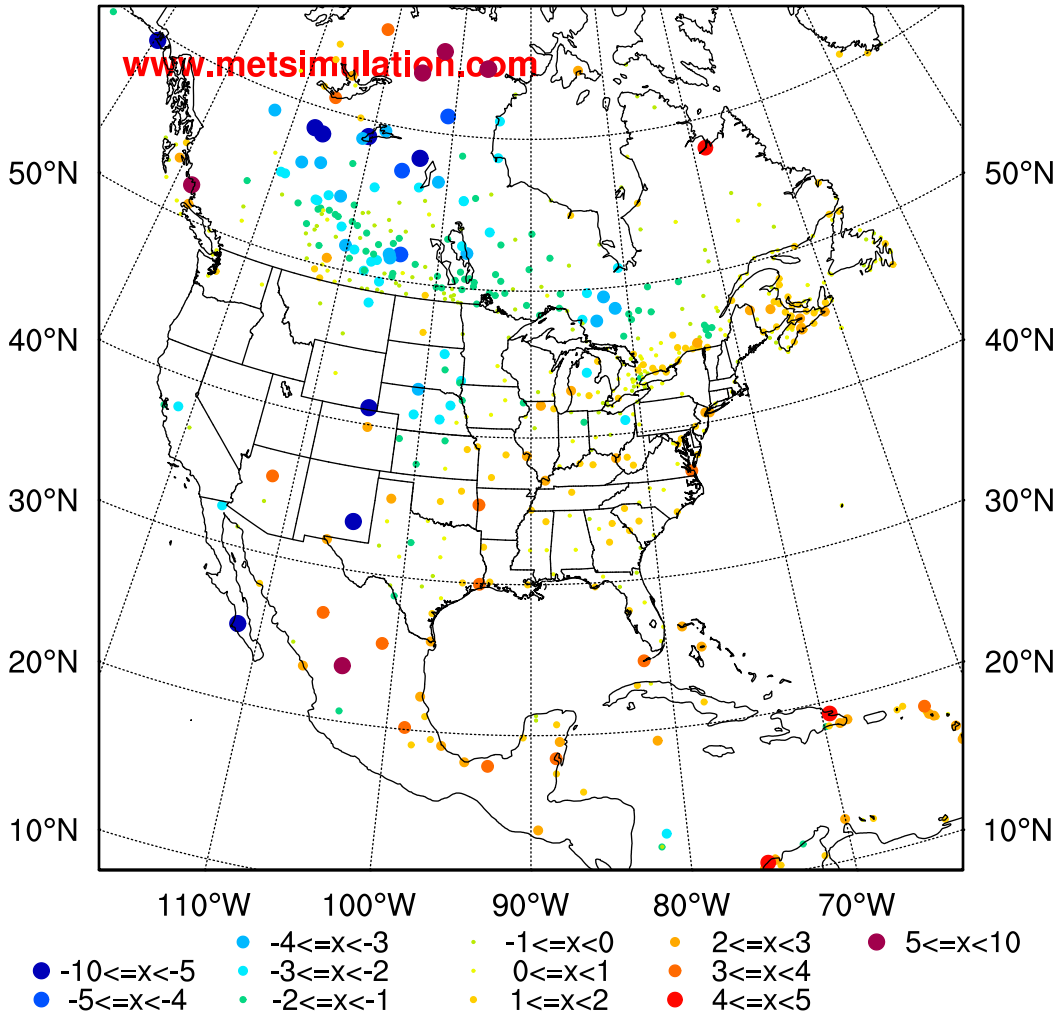 www.metsimulation.com
50°N
50°N
40°N
40°N
30°N
30°N
20°N
20°N
10°N
10°N
110°W
100°W
90°W
80°W
70°W
-4<=x<-3
-1<=x<0
2<=x<3
5<=x<10
-10<=x<-5
-3<=x<-2
0<=x<1
3<=x<4
-5<=x<-4
-2<=x<-1
1<=x<2
4<=x<5